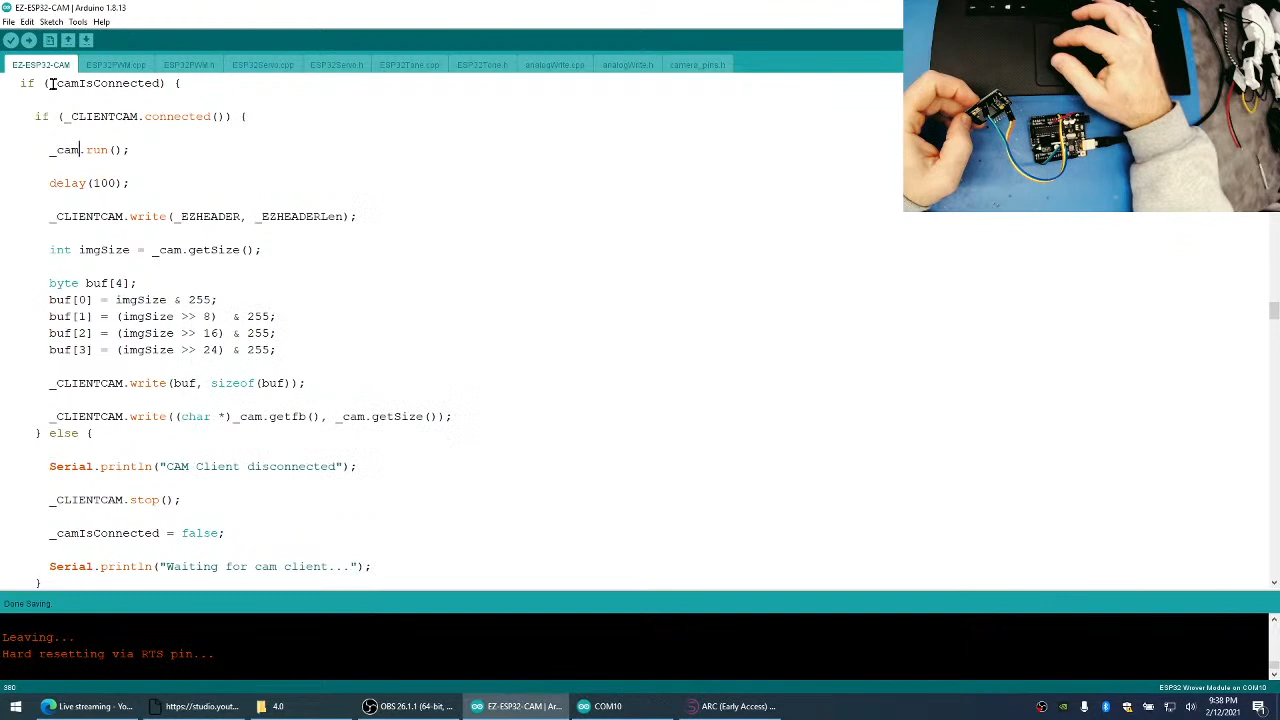 EZ-ESP32-CAM | Arduino 1.8.13
File Edit Sketch Tools Help
EZ-ESP32-CAM ESP32PWM.cpp ESP32PWM.h ESP32Servo.cpp ESP32Servo.h ESP32Tone.cpp ESP32Tone.h analogWrite.cpp analogWrite.h camera_pins.h
if (_camIsConnected) {
if (_CLIENTCAM.connected()) {
_cam.run();
delay(100);
_CLIENTCAM.write(_EZHEADER, _EZHEADERLen);
int imgSize = _cam.getSize();
byte buf[4];
buf[0] = imgSize & 255;
buf[1] = (imgSize >> 8) & 255;
buf[2] = (imgSize >> 16) & 255;
buf[3] = (imgSize >> 24) & 255;
_CLIENTCAM.write(buf, sizeof(buf));
_CLIENTCAM.write((char *)_cam.getfb(), _cam.getSize());
} else {
Serial.println("CAM Client disconnected");
_CLIENTCAM.stop();
_camIsConnected = false;
Serial.println("Waiting for cam client...");
}
Done Saving.
Leaving...
Hard resetting via RTS pin...
380 ESP32 Wrover Module on COM10
Live streaming - Yo... https://studio.yout... 4.0 OBS 26.1.1 (64-bit, ... EZ-ESP32-CAM | Ar... COM10 ARC (Early Access) ... 9:38 PM
2/12/2021